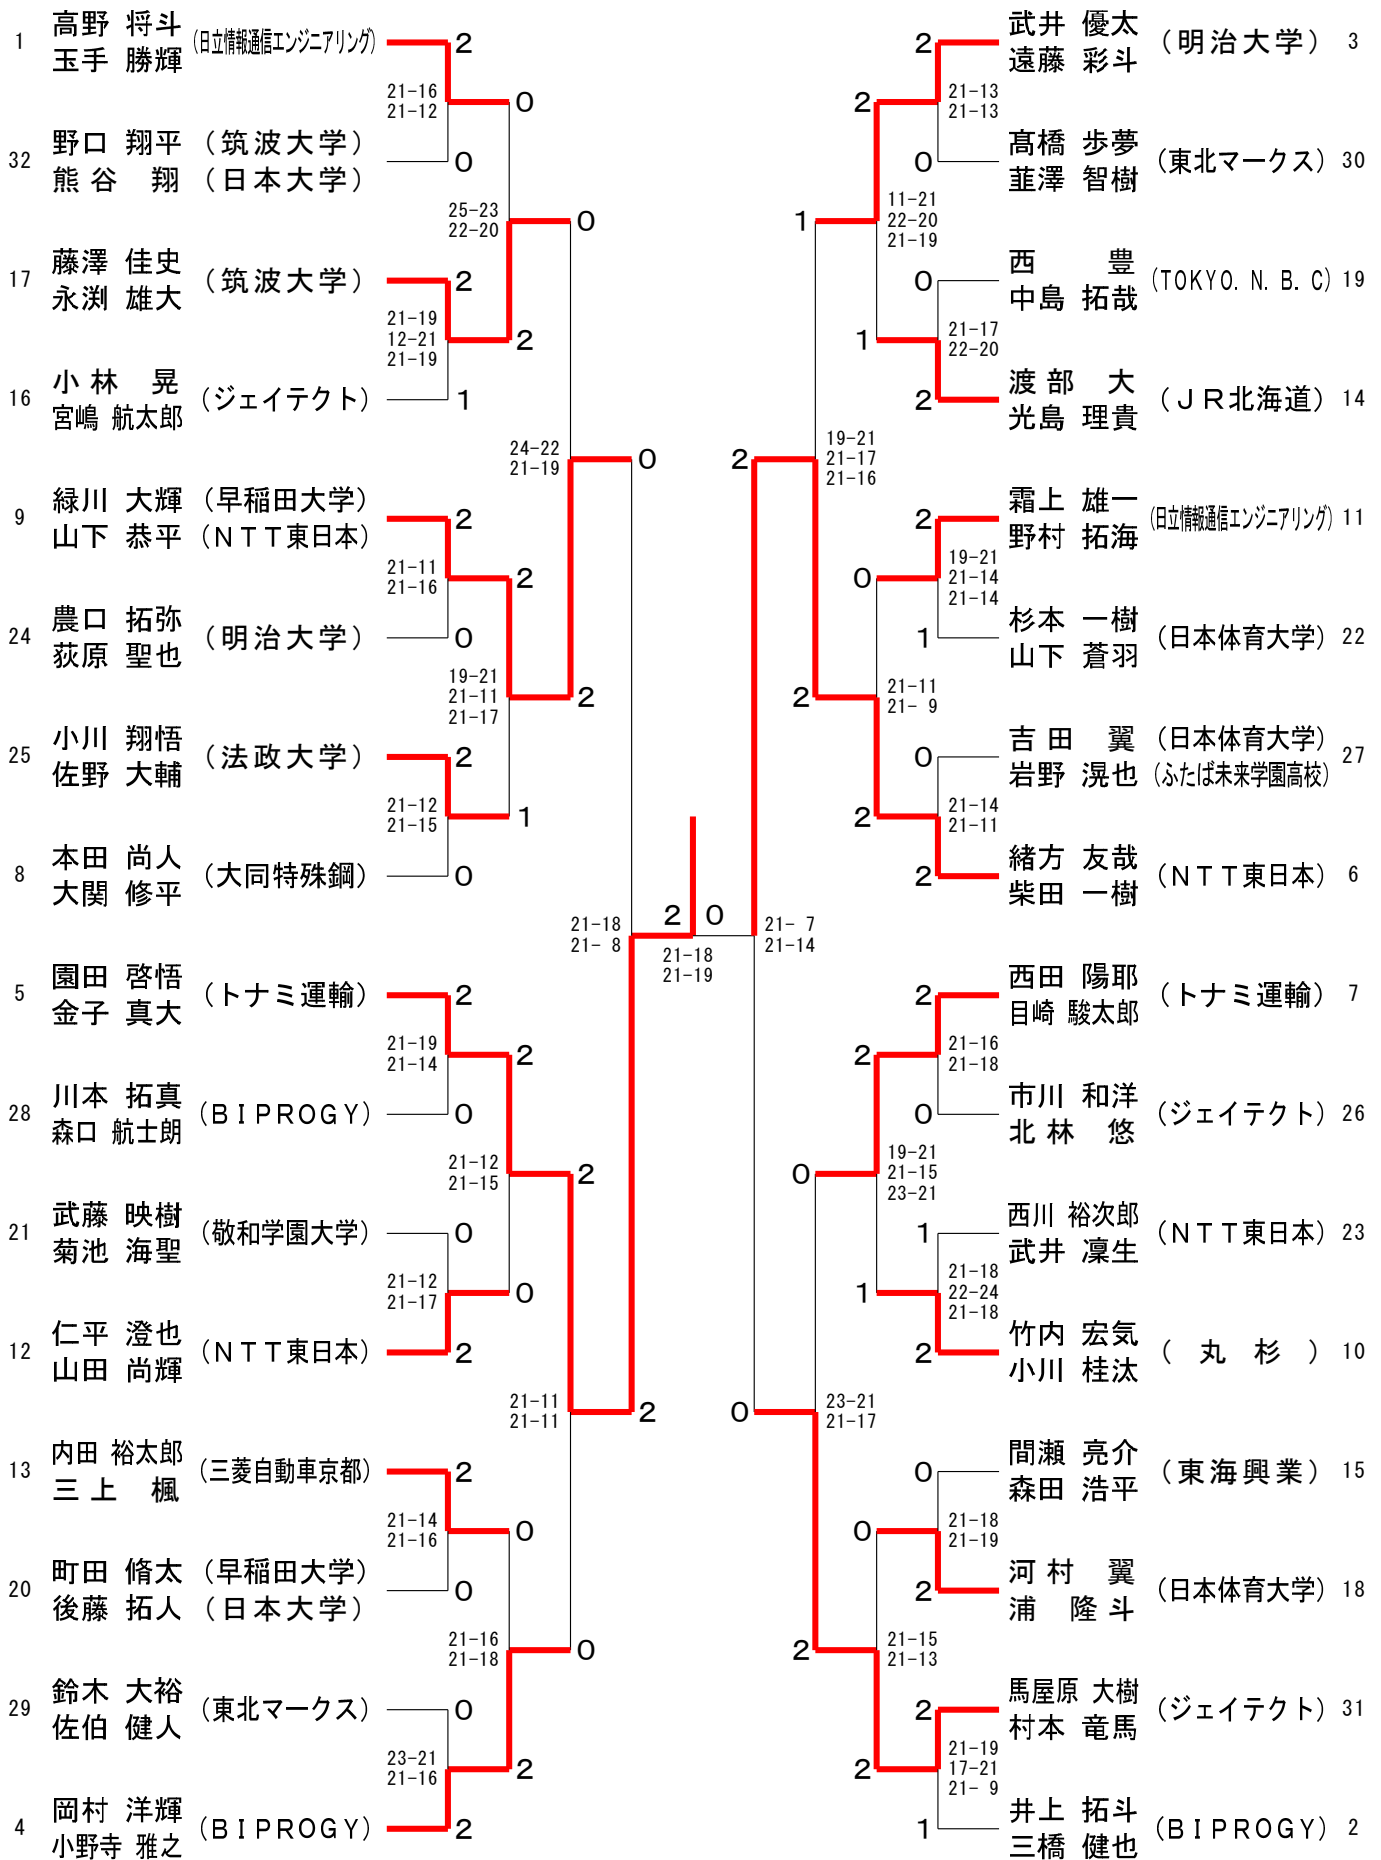 1 高野 将斗 (日立情報通信エンジニアリング) 2
玉手 勝輝
21-16
21-12
0
32 野口 翔平 (筑波大学) 0
熊谷 翔 (日本大学)
25-23
22-20
0
17 藤澤 佳史 (筑波大学) 2
永渕 雄大
21-19
12-21
21-19
2
16 小林 晃 (ジェイテクト) 1
宮嶋 航太郎
24-22
21-19
0
9 緑川 大輝 (早稲田大学) 2
山下 恭平 (NTT東日本)
21-11
21-16
2
24 農口 拓弥 (明治大学) 0
荻原 聖也
19-21
21-11
21-17
2
25 小川 翔悟 (法政大学) 2
佐野 大輔
21-12
21-15
1
8 本田 尚人 (大同特殊鋼) 0
大関 修平
21-18
21- 8
2 0
21-18
21-19
5 園田 啓悟 (トナミ運輸) 2
金子 真大
21-19
21-14
2
28 川本 拓真 (BIPROGY) 0
森口 航士朗
21-12
21-15
2
21 武藤 映樹 (敬和学園大学) 0
菊池 海聖
21-12
21-17
0
12 仁平 澄也 (NTT東日本) 2
山田 尚輝
21-11
21-11
2
13 内田 裕太郎 (三菱自動車京都) 2
三上 楓
21-14
21-16
0
20 町田 脩太 (早稲田大学) 0
後藤 拓人 (日本大学)
21-16
21-18
0
29 鈴木 大裕 (東北マークス) 0
佐伯 健人
23-21
21-16
2
4 岡村 洋輝 (BIPROGY) 2
小野寺 雅之
2 武井 優太 (明治大学) 3
遠藤 彩斗
2
21-13
21-13
0 髙橋 歩夢 (東北マークス) 30
韮澤 智樹
1
11-21
22-20
21-19
0 西 豊 (TOKYO.N.B.C) 19
中島 拓哉
1
21-17
22-20
2 渡部 大 (JR北海道) 14
光島 理貴
2
19-21
21-17
21-16
2 霜上 雄一 (日立情報通信エンジニアリング) 11
野村 拓海
0
19-21
21-14
21-14
1 杉本 一樹 (日本体育大学) 22
山下 蒼羽
2
21-11
21- 9
0 吉田 翼 (日本体育大学) 27
岩野 滉也 (ふたば未来学園高校)
2
21-14
21-11
2 緒方 友哉 (NTT東日本) 6
柴田 一樹
21- 7
21-14
2 西田 陽耶 (トナミ運輸) 7
目崎 駿太郎
2
21-16
21-18
0 市川 和洋 (ジェイテクト) 26
北林 悠
0
19-21
21-15
23-21
1 西川 裕次郎 (NTT東日本) 23
武井 凜生
1
21-18
22-24
21-18
2 竹内 宏気 (丸杉) 10
小川 桂汰
0
23-21
21-17
0 間瀬 亮介 (東海興業) 15
森田 浩平
0
21-18
21-19
2 河村 翼 (日本体育大学) 18
浦 隆斗
2
21-15
21-13
2 馬屋原 大樹 (ジェイテクト) 31
村本 竜馬
2
21-19
17-21
21- 9
1 井上 拓斗 (BIPROGY) 2
三橋 健也